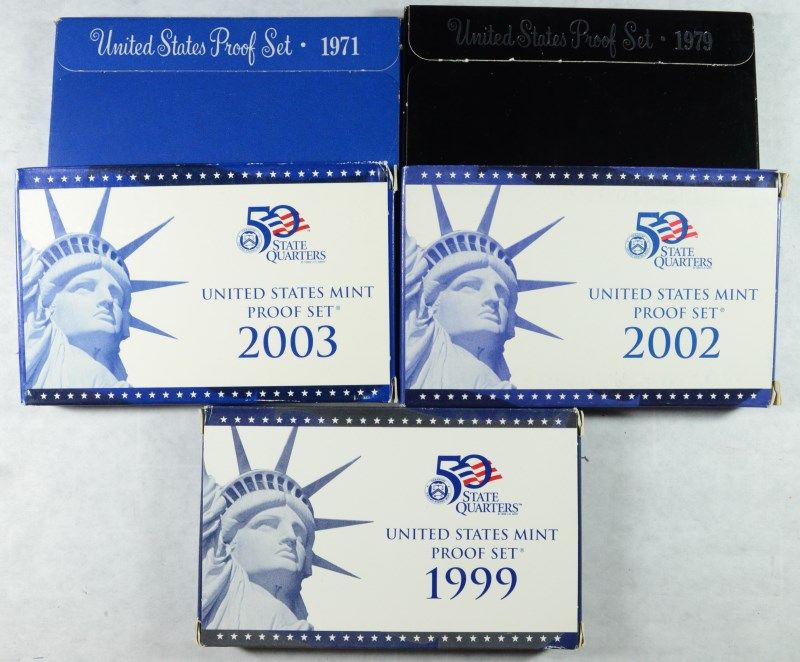 United States Proof Set · 1971
United States Proof Set · 1979
50
STATE
QUARTERS
UNITED STATES MINT
PROOF SET®
2003
50
STATE
QUARTERS
UNITED STATES MINT
PROOF SET®
2002
50
STATE
QUARTERS™
UNITED STATES MINT
PROOF SET®
1999